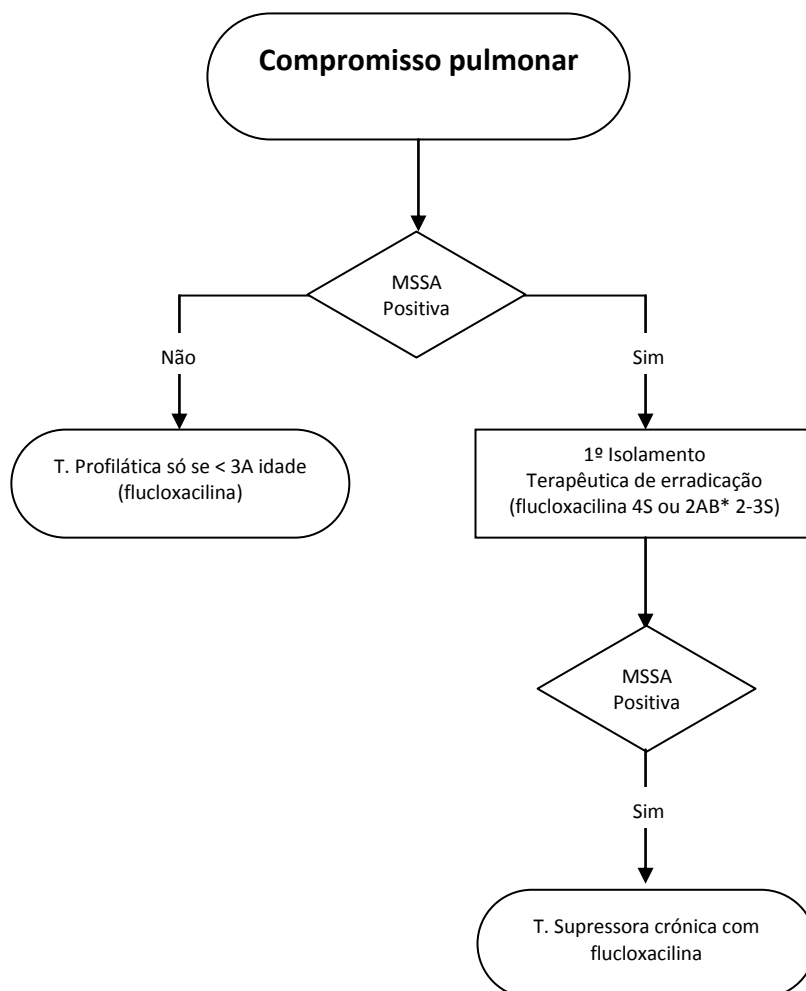 Compromisso pulmonar
MSSA
Positiva
Não
Sim
T. Profilática só se < 3A idade
(flucloxacilina)
1º Isolamento
Terapêutica de erradicação
(flucloxacilina 4S ou 2AB* 2-3S)
MSSA
Positiva
Sim
T. Supressora crónica com
flucloxacilina